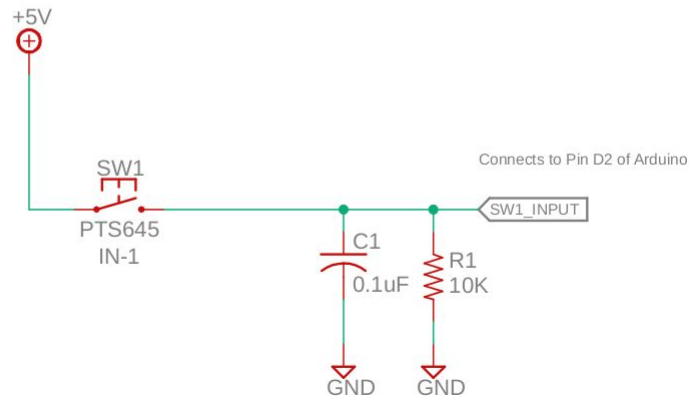 +5V
Connects to Pin D2 of Arduino
SW1
SW1_INPUT
PTS645
IN-1
C1
0.1uF
R1
10K
GND
GND